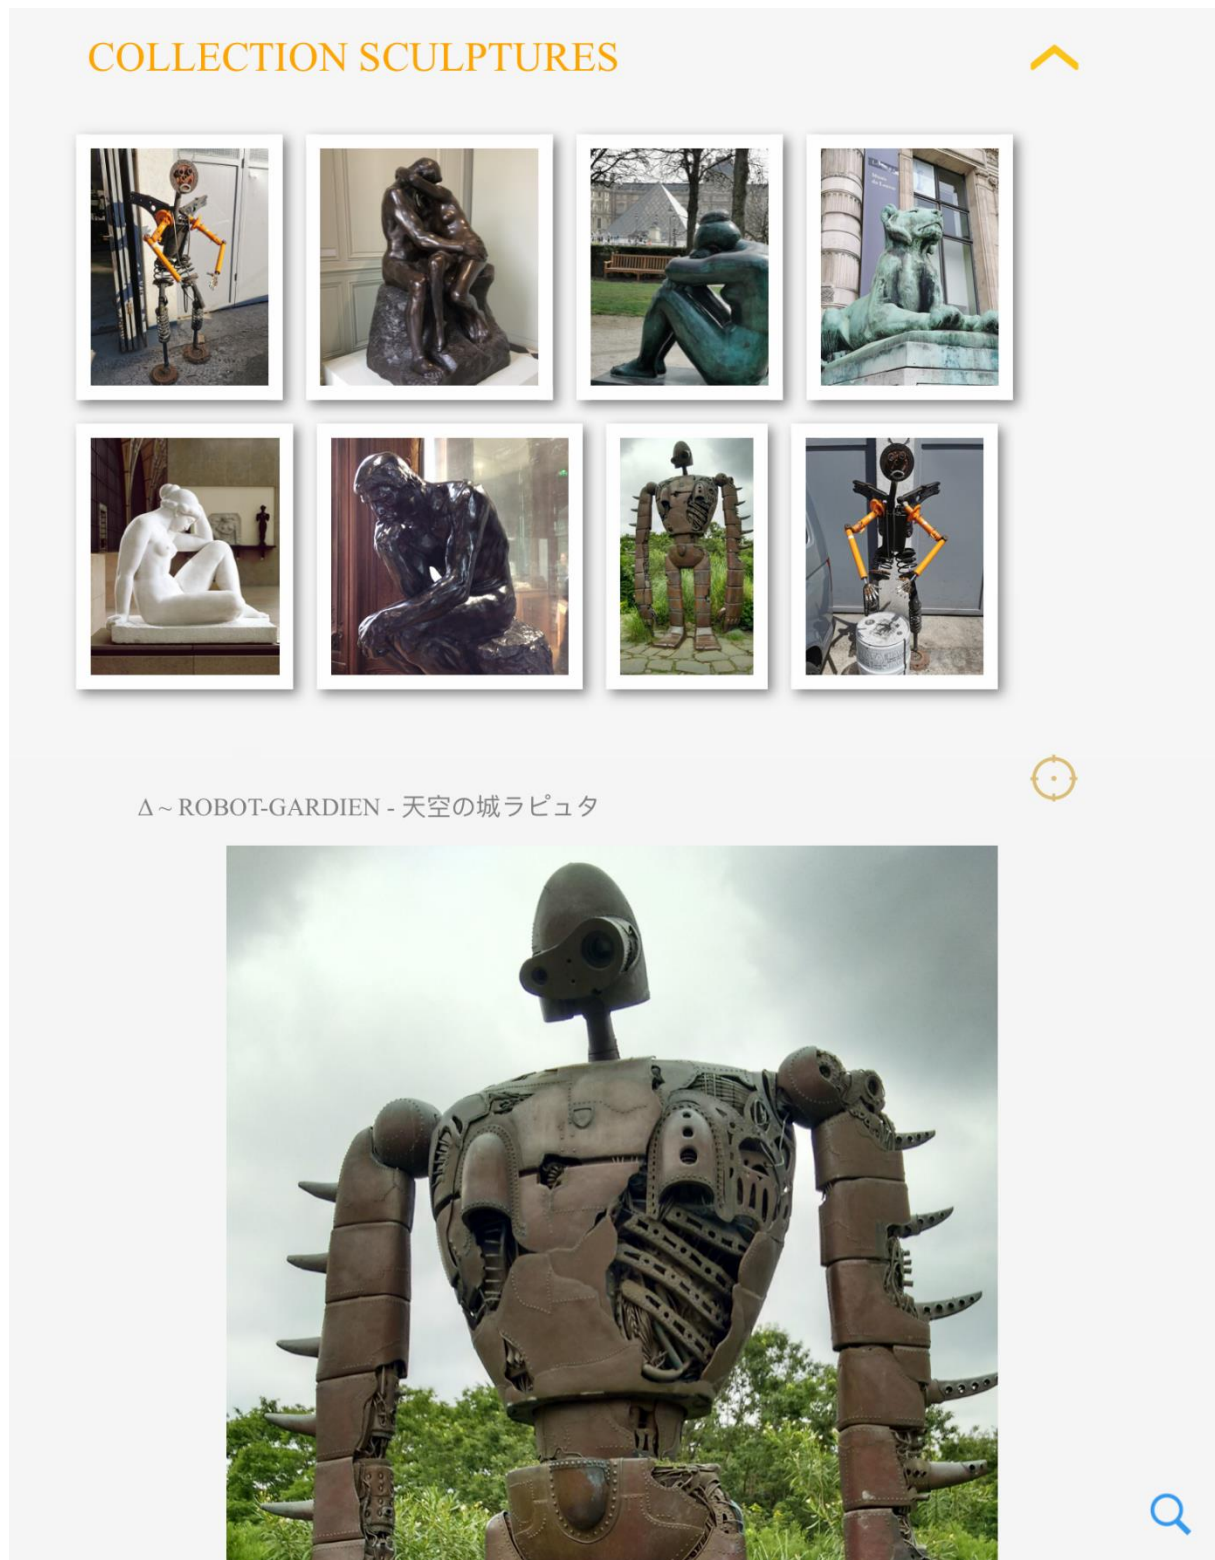 COLLECTION SCULPTURES
Δ ~ ROBOT-GARDIEN - 天空の城ラピュタ